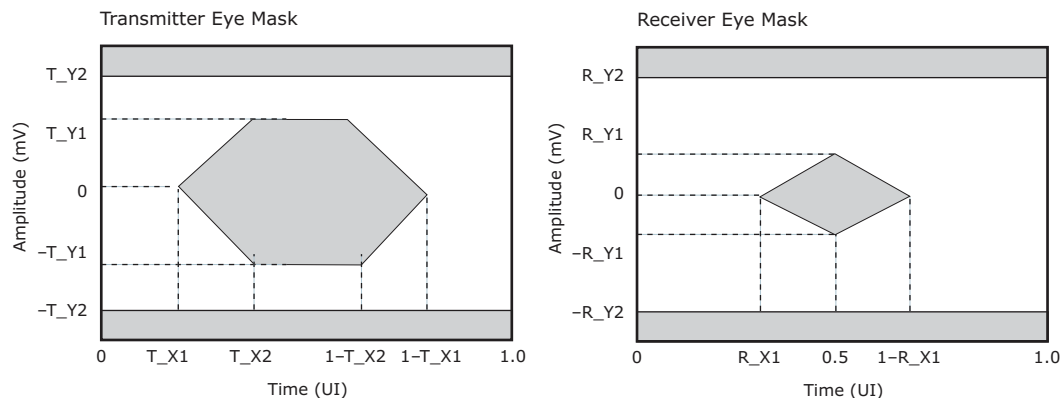 Transmitter Eye Mask
T_Y2
T_Y1
0
–T_Y1
–T_Y2
Amplitude (mV)
0
T_X1
T_X2
1–T_X2
1–T_X1
1.0
Time (UI)
Receiver Eye Mask
R_Y2
R_Y1
0
–R_Y1
–R_Y2
Amplitude (mV)
0
R_X1
0.5
1–R_X1
1.0
Time (UI)